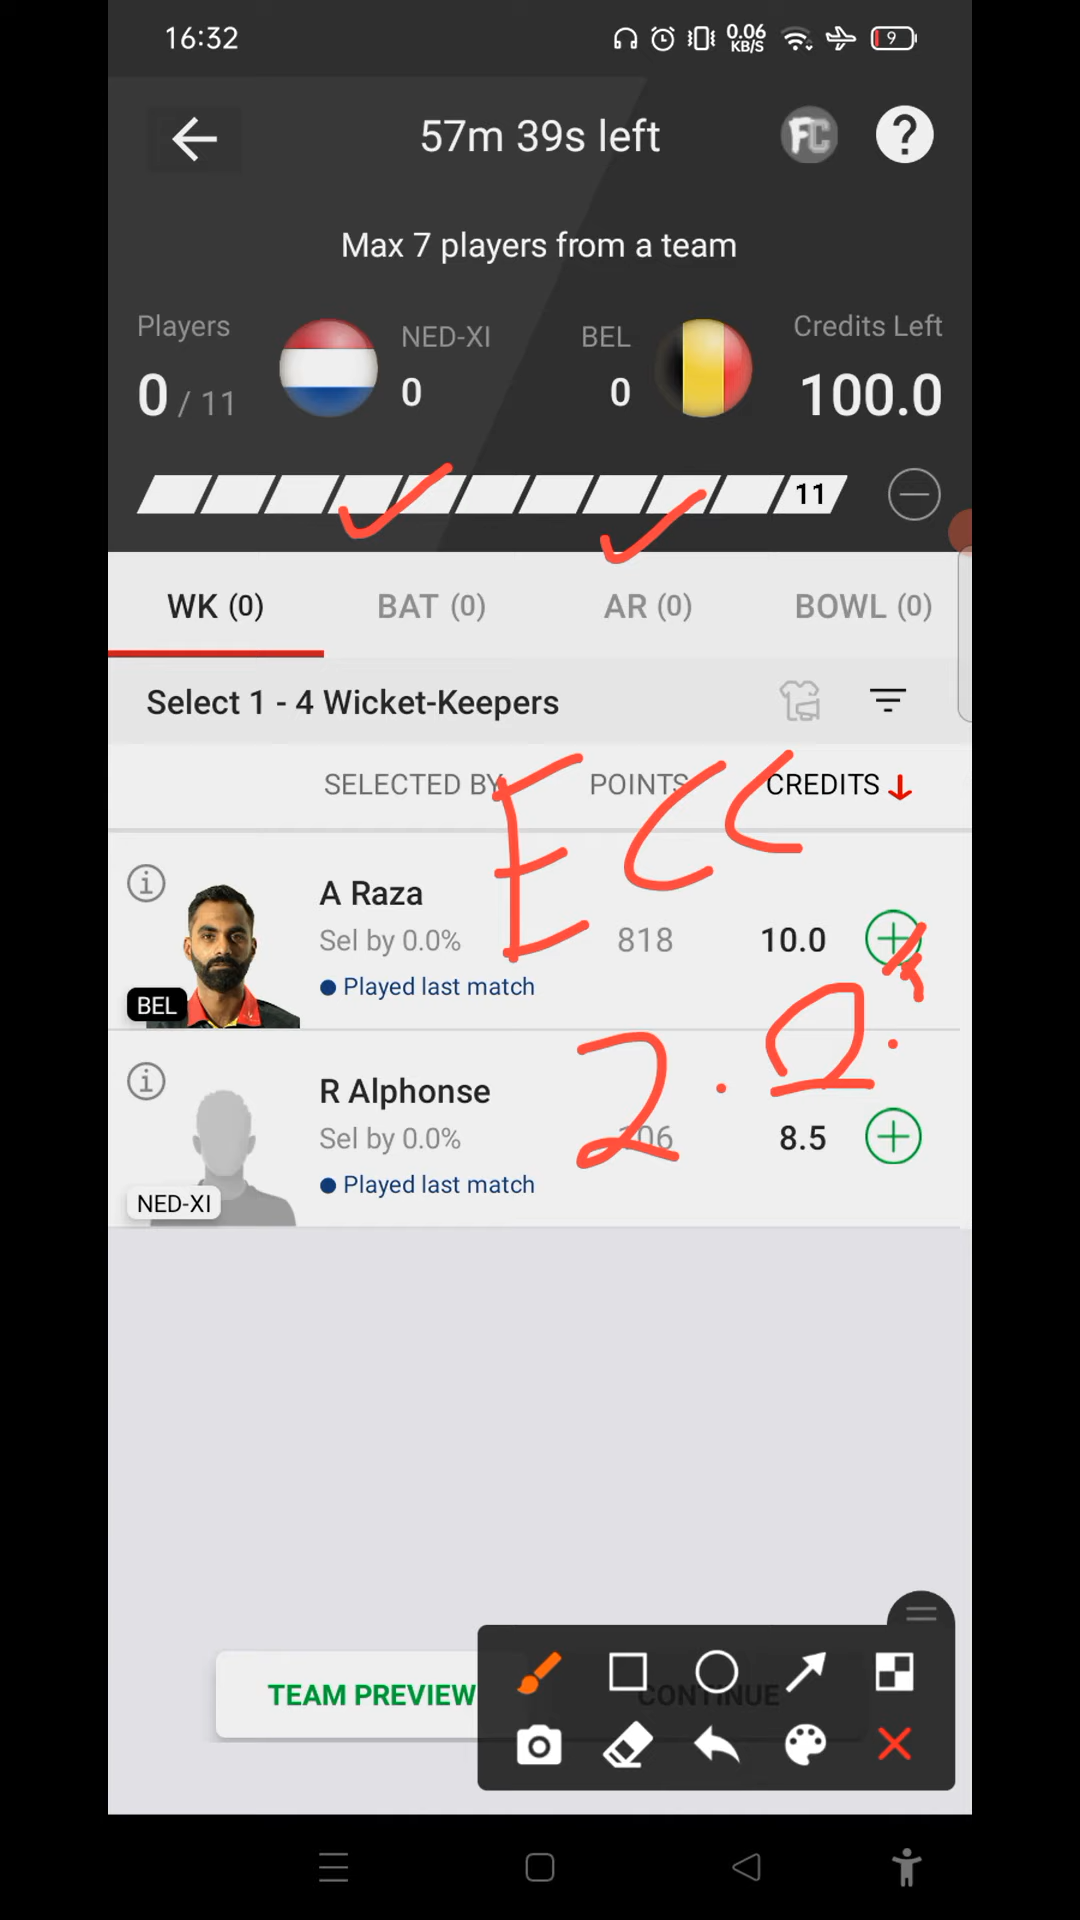 16:32 0.06 KB/S 9
57m 39s left FC ?
Max 7 players from a team
Players NED-XI BEL Credits Left
0 / 11 0 0 100.0
11
WK (0) BAT (0) AR (0) BOWL (0)
Select 1 - 4 Wicket-Keepers
SELECTED BY POINTS CREDITS
ECC
A Raza
Sel by 0.0% 818 10.0
Played last match
BEL
2.
R Alphonse
Sel by 0.0% 106 8.5
Played last match
NED-XI
TEAM PREVIEW CONTINUE